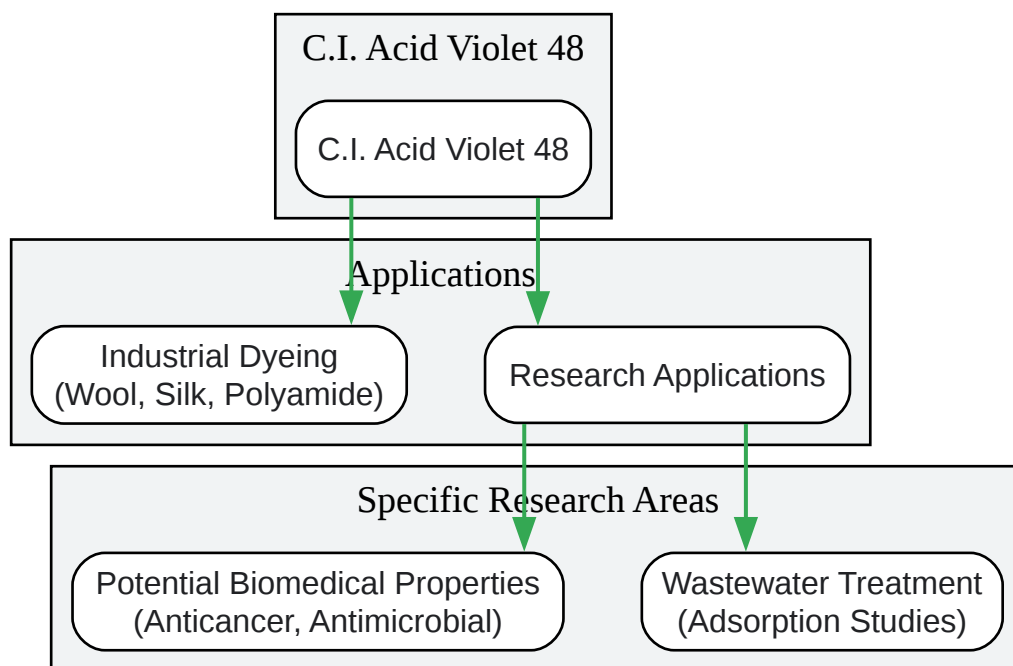 C.I. Acid Violet 48
C.I. Acid Violet 48
Applications
Industrial Dyeing
(Wool, Silk, Polyamide)
Research Applications
Specific Research Areas
Potential Biomedical Properties
(Anticancer, Antimicrobial)
Wastewater Treatment
(Adsorption Studies)